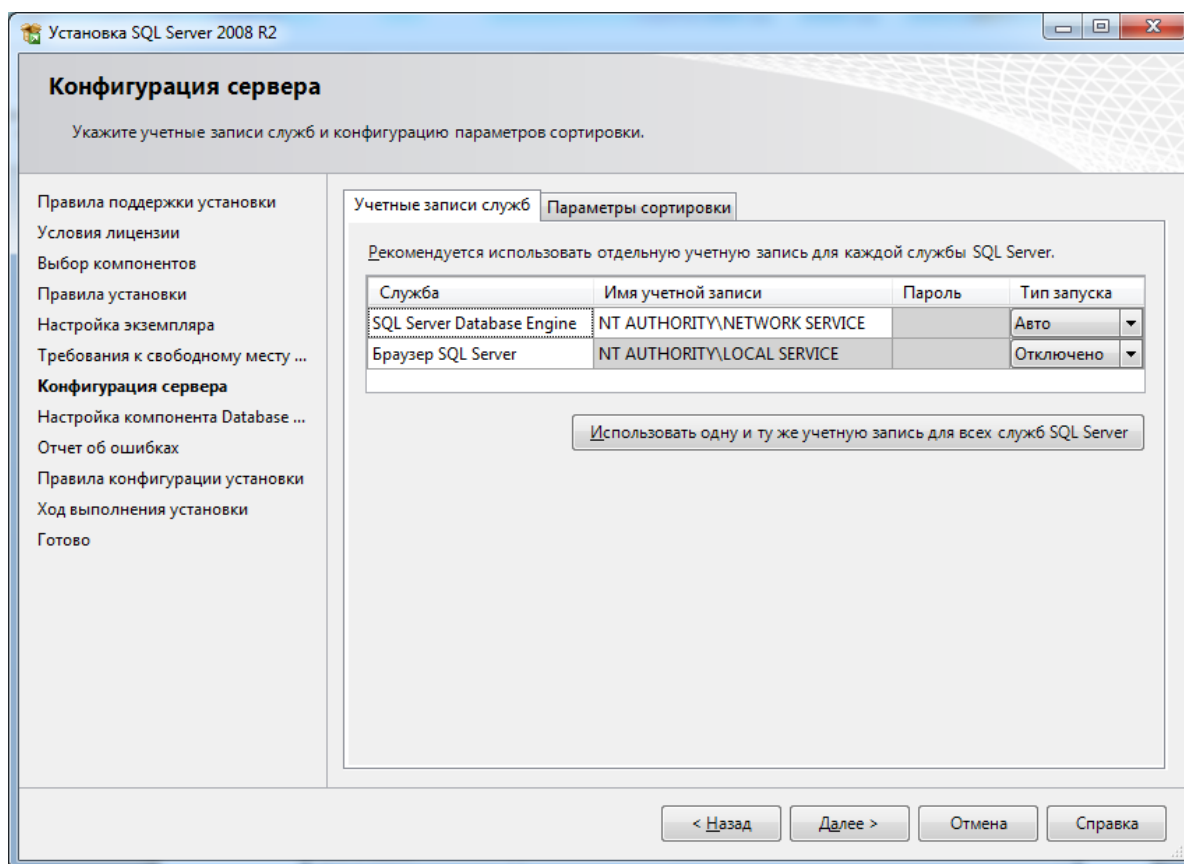 Установка SQL Server 2008 R2
Конфигурация сервера
Укажите учетные записи служб и конфигурацию параметров сортировки.
Правила поддержки установки
Условия лицензии
Выбор компонентов
Правила установки
Настройка экземпляра
Требования к свободному месту ...
Конфигурация сервера
Настройка компонента Database ...
Отчет об ошибках
Правила конфигурации установки
Ход выполнения установки
Готово
Учетные записи служб Параметры сортировки
Рекомендуется использовать отдельную учетную запись для каждой службы SQL Server.
Служба Имя учетной записи Пароль Тип запуска
SQL Server Database Engine NT AUTHORITY\NETWORK SERVICE Авто
Браузер SQL Server NT AUTHORITY\LOCAL SERVICE Отключено
Использовать одну и ту же учетную запись для всех служб SQL Server
< Назад Далее > Отмена Справка